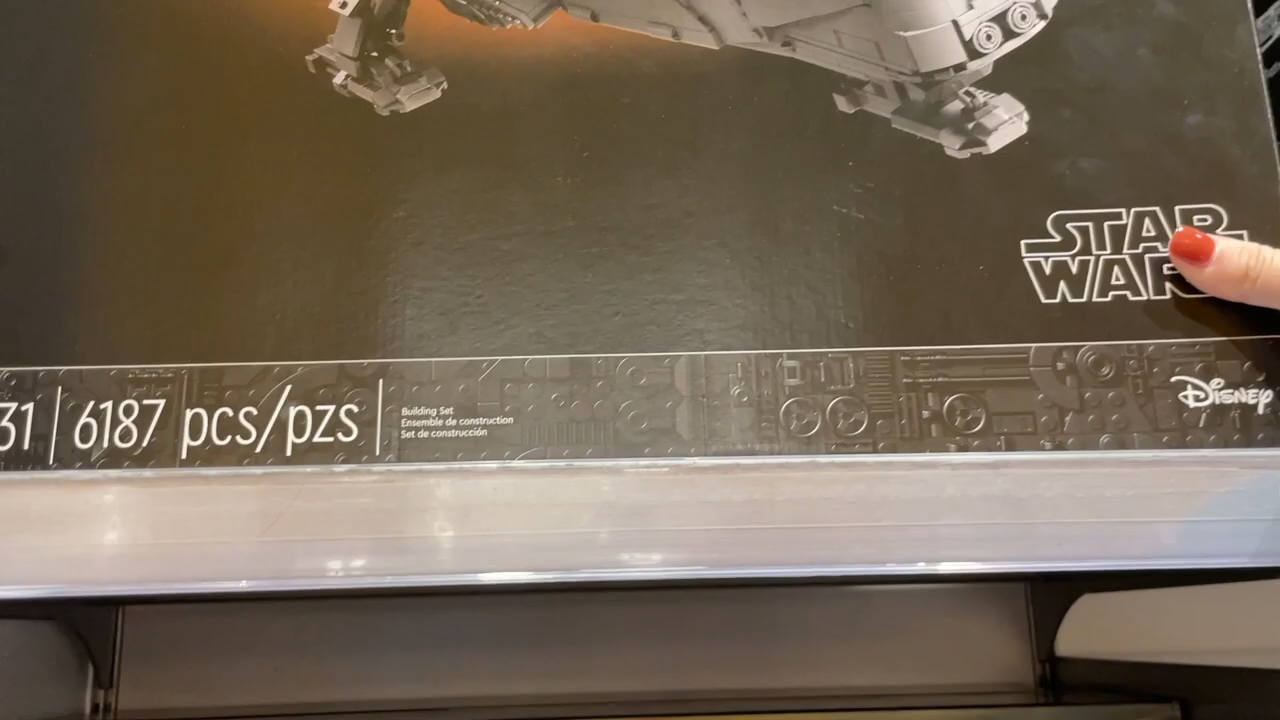 STAR
WARS
31 | 6187 pcs/pzs
Building Set
Ensemble de construction
Set de construcción
Disney